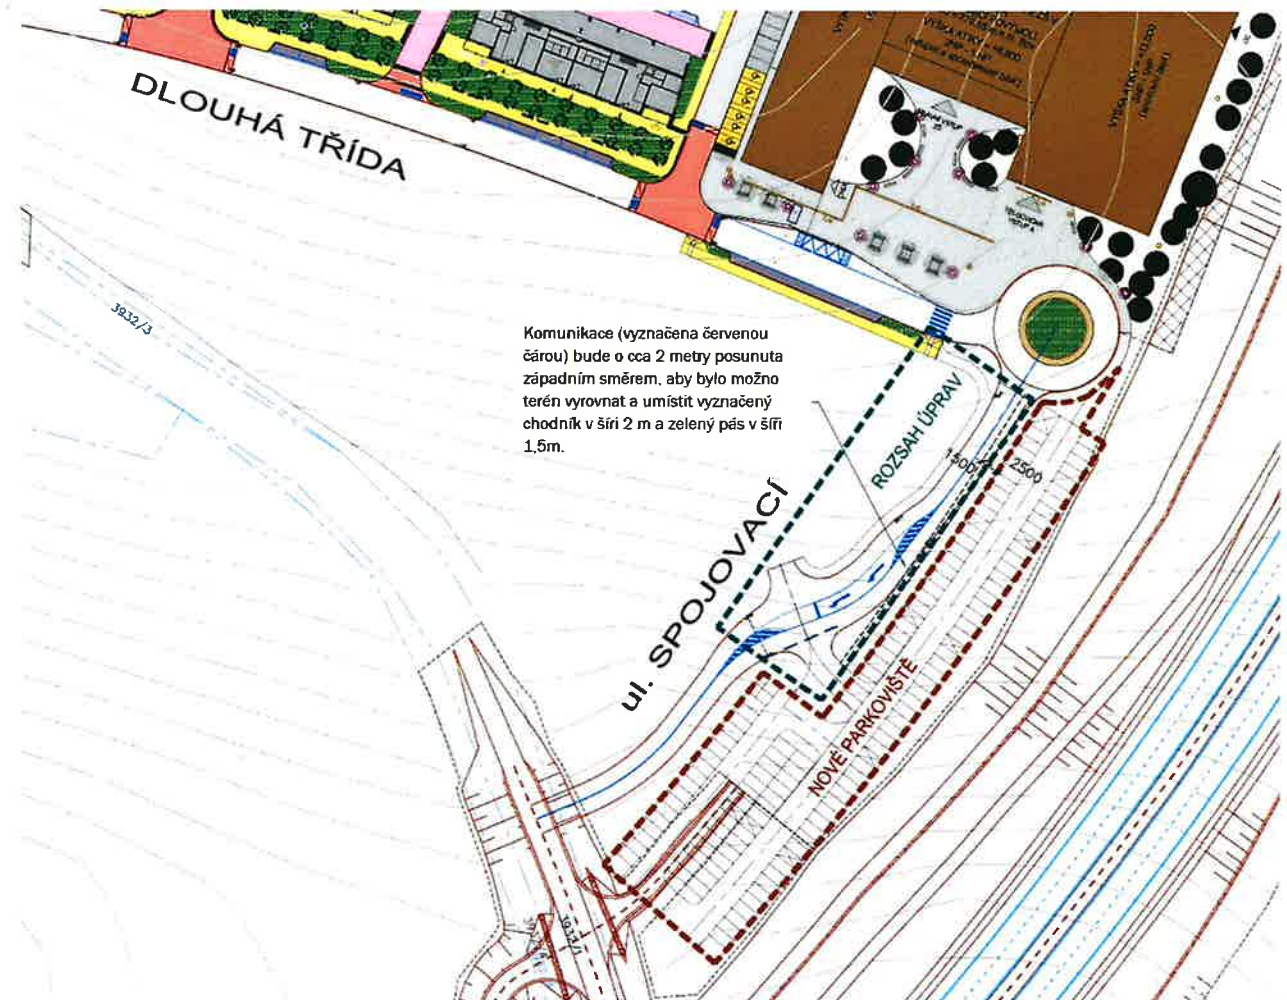 DLOUHÁ TŘÍDA
3932/3
Komunikace (vyznačena červenou
čárou) bude o cca 2 metry posunuta
západním směrem, aby bylo možno
terén vyrovnat a umístit vyznačený
chodník v šíři 2 m a zelený pás v šíři
1,5m.
ROZSAH ÚPRAV
1500
2500
ul. SPOJOVACÍ
NOVÉ PARKOVIŠTĚ
3932/1